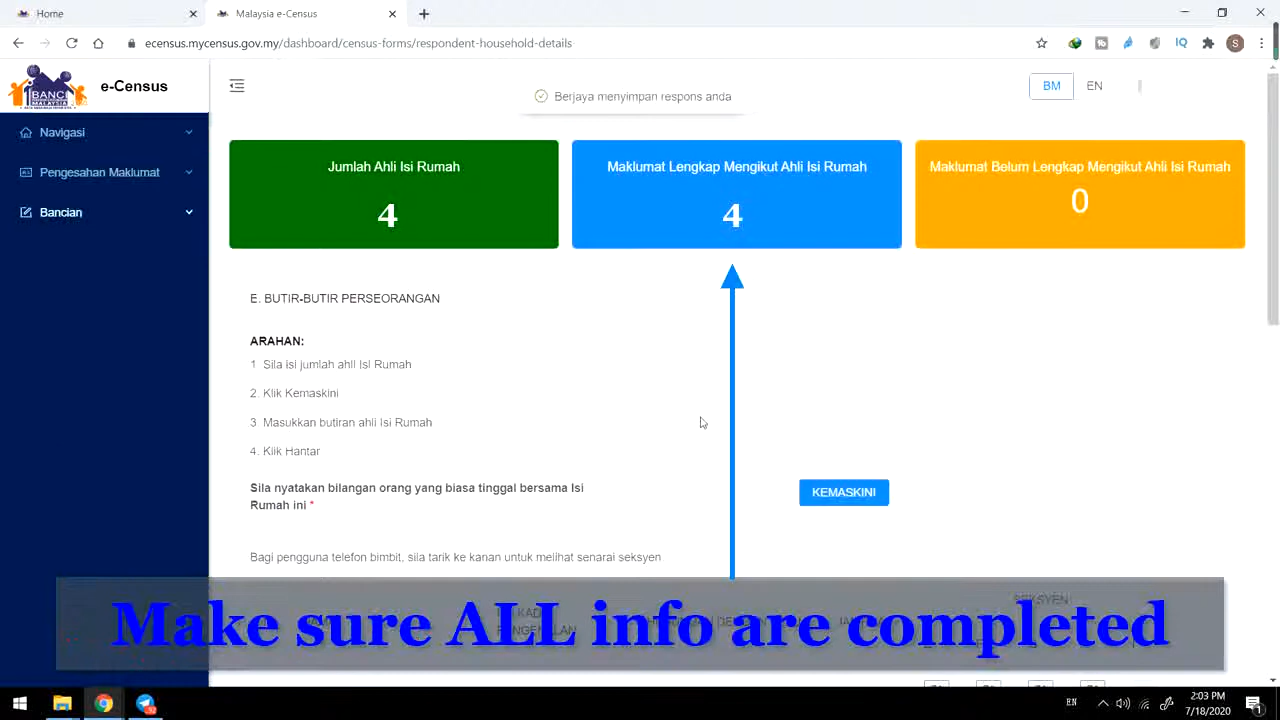 Home
Malaysia e-Census
ecensus.mycensus.gov.my/dashboard/census-forms/respondent-household-details
IQ
S
BANCI
MALAYSIA
e-Census
Berjaya menyimpan respons anda
BM
EN
Navigasi
Pengesahan Maklumat
Bancian
Jumlah Ahli Isi Rumah
4
Maklumat Lengkap Mengikut Ahli Isi Rumah
4
Maklumat Belum Lengkap Mengikut Ahli Isi Rumah
0
E. BUTIR-BUTIR PERSEORANGAN
ARAHAN:
1 Sila isi jumlah ahli Isi Rumah
2. Klik Kemaskini
3 Masukkan butiran ahli Isi Rumah
4. Klik Hantar
Sila nyatakan bilangan orang yang biasa tinggal bersama Isi
Rumah ini *
KEMASKINI
Bagi pengguna telefon bimbit, sila tarik ke kanan untuk melihat senarai seksyen
SEKSYEN
Make sure ALL info are completed
EN
2:03 PM
7/18/2020